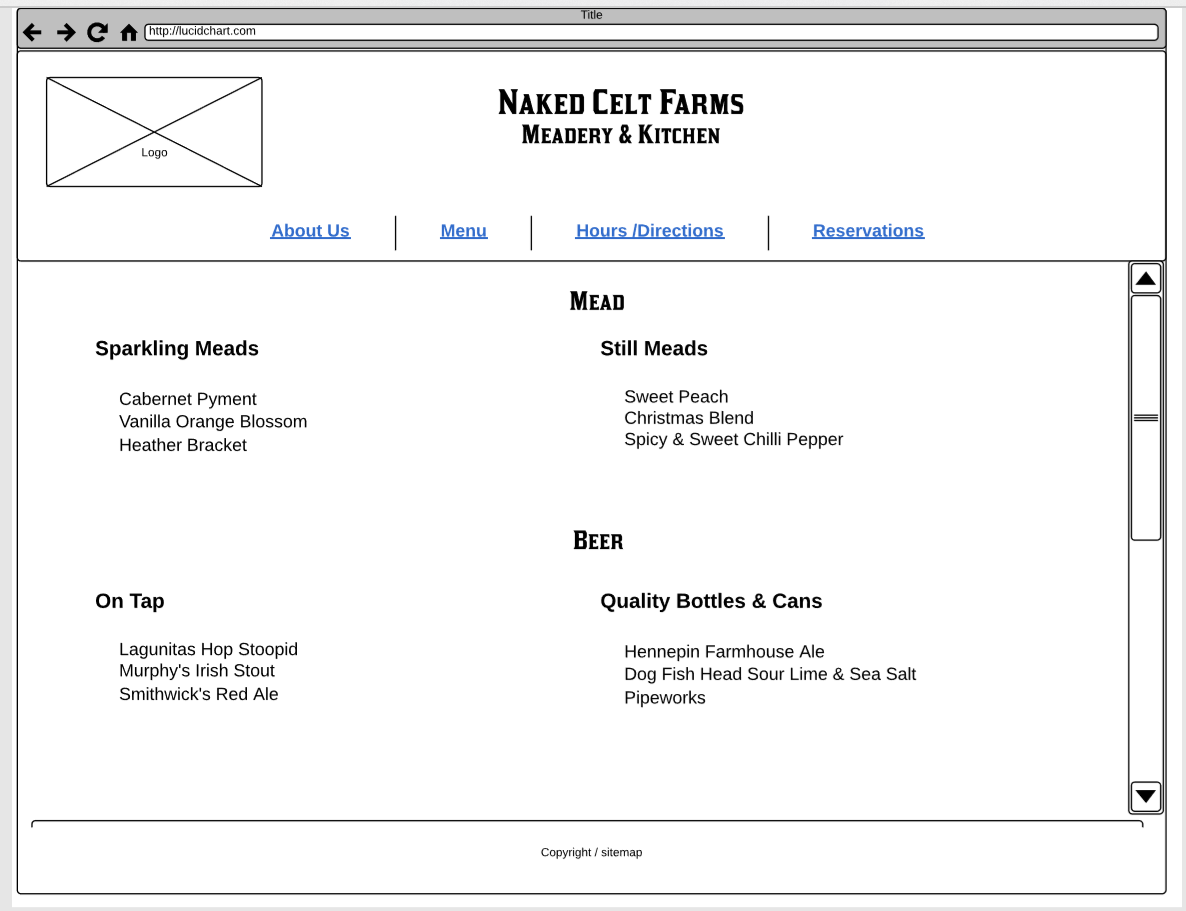 Title
http://lucidchart.com
Logo
Naked Celt Farms
Meadery & Kitchen
About Us
Menu
Hours /Directions
Reservations
Mead
Sparkling Meads
Cabernet Pyment
Vanilla Orange Blossom
Heather Bracket
Still Meads
Sweet Peach
Christmas Blend
Spicy & Sweet Chilli Pepper
Beer
On Tap
Lagunitas Hop Stoopid
Murphy's Irish Stout
Smithwick's Red Ale
Quality Bottles & Cans
Hennepin Farmhouse Ale
Dog Fish Head Sour Lime & Sea Salt
Pipeworks
Copyright / sitemap